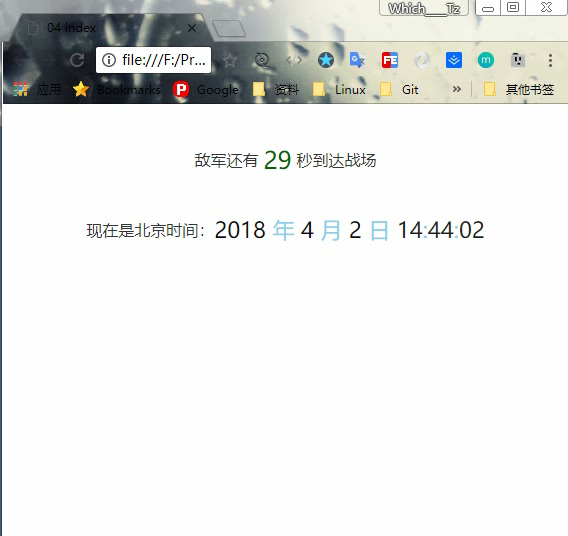 Which___Tz
04 index
file:///F:/Pr...
应用 Bookmarks Google 资料 Linux Git » 其他书签
敌军还有 29 秒到达战场
现在是北京时间：2018 年 4 月 2 日 14:44:02